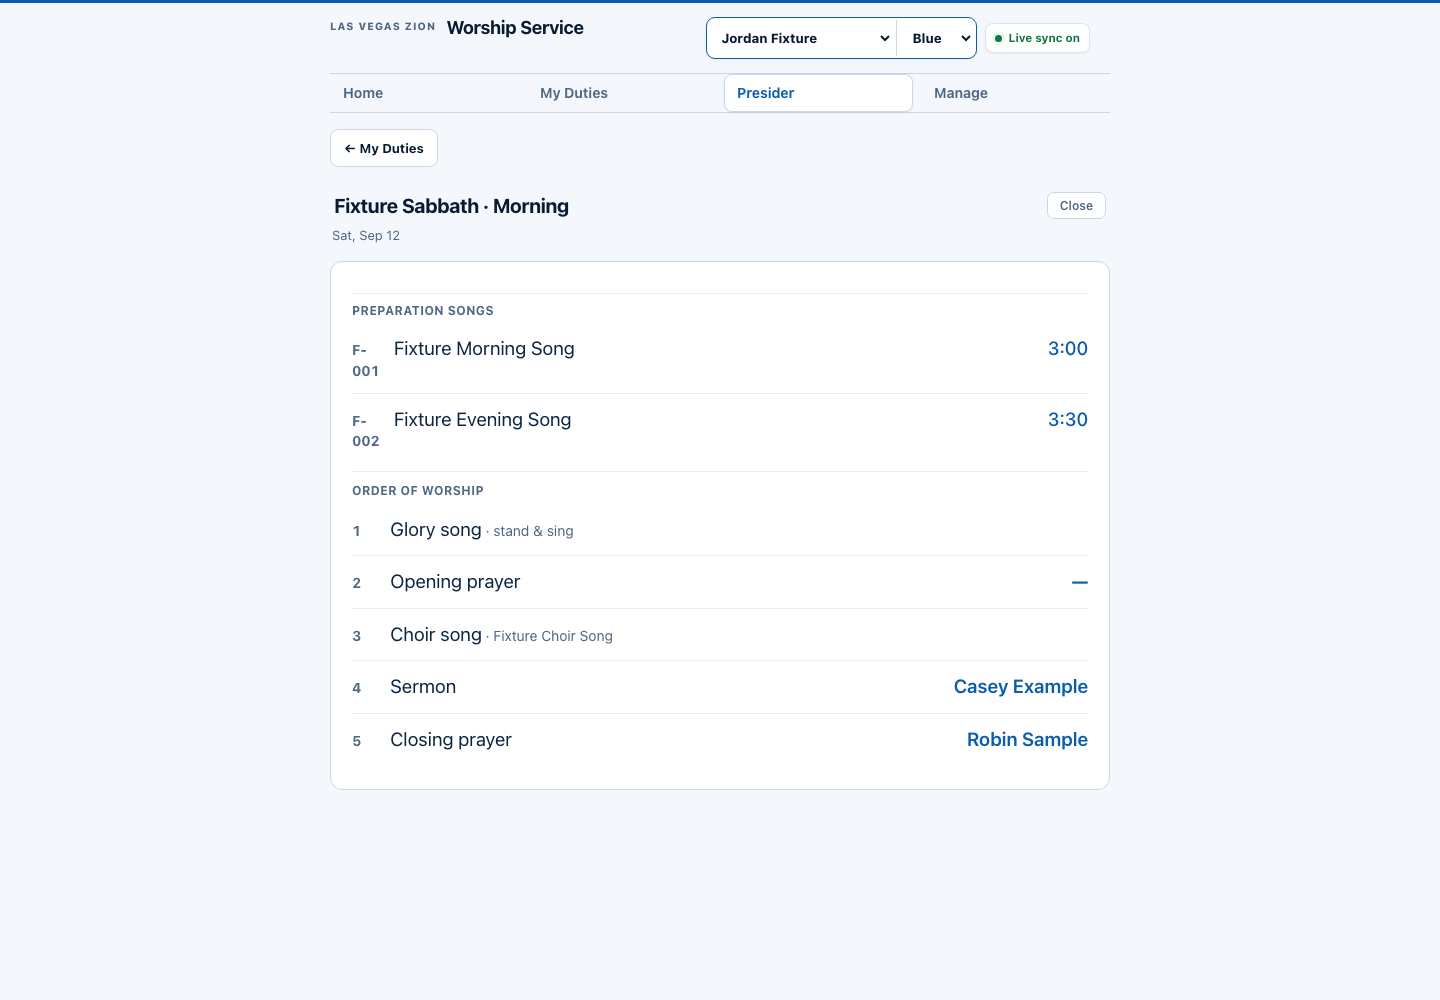 LAS VEGAS ZION Worship Service
Jordan Fixture Blue Live sync on
Home My Duties Presider Manage
← My Duties
Fixture Sabbath · Morning Close
Sat, Sep 12
PREPARATION SONGS
F-001 Fixture Morning Song 3:00
F-002 Fixture Evening Song 3:30
ORDER OF WORSHIP
1 Glory song · stand & sing
2 Opening prayer —
3 Choir song · Fixture Choir Song
4 Sermon Casey Example
5 Closing prayer Robin Sample